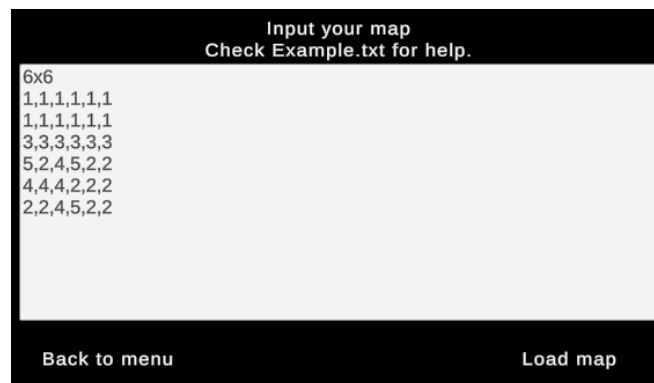 Input your map
Check Example.txt for help.
6x6
1,1,1,1,1,1
1,1,1,1,1,1
3,3,3,3,3,3
5,2,4,5,2,2
4,4,4,2,2,2
2,2,4,5,2,2
Back to menu
Load map